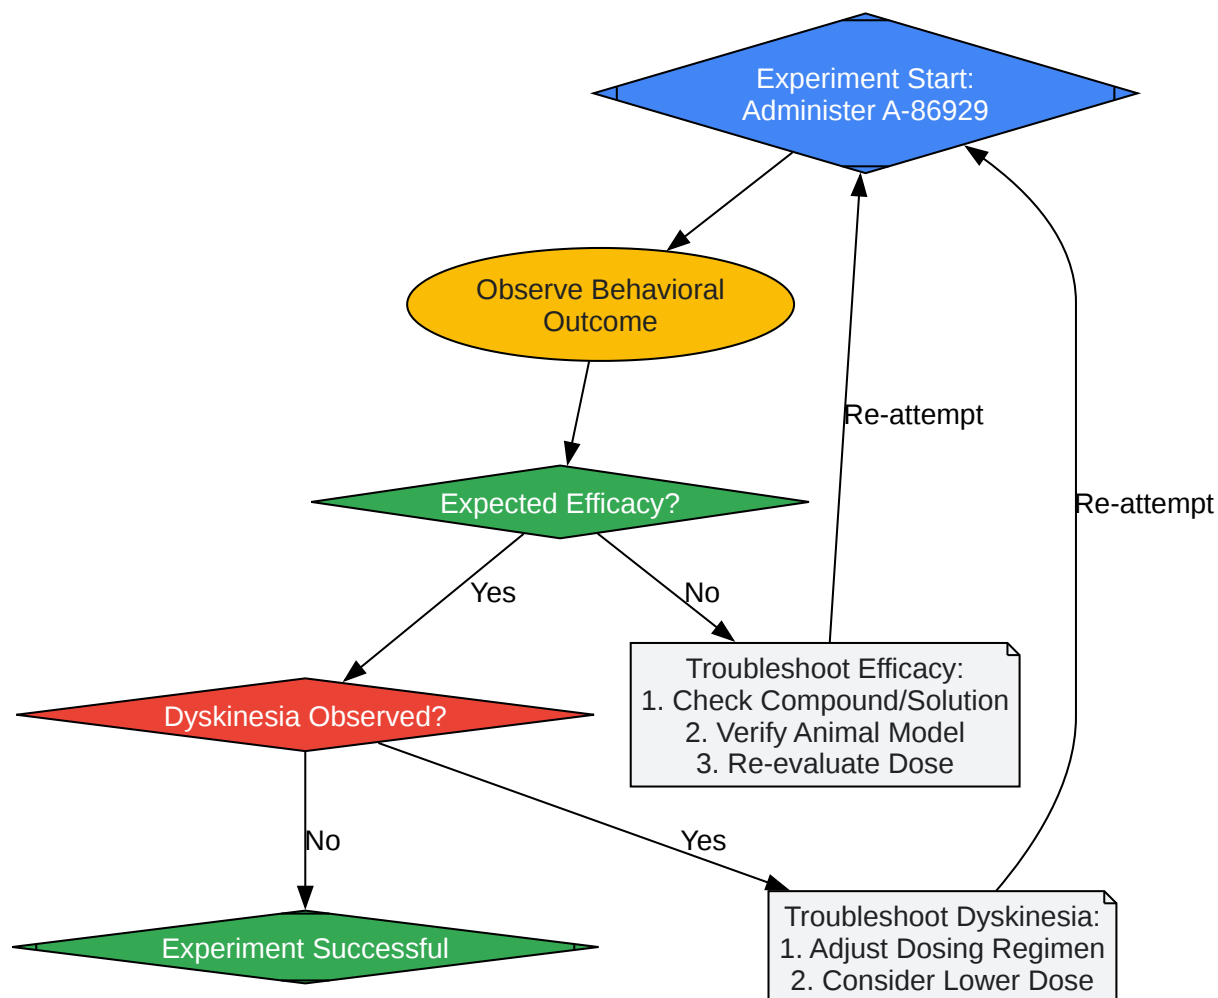 Experiment Start:
Administer A-86929
Observe Behavioral
Outcome
Re-attempt
Expected Efficacy?
Re-attempt
Yes
No
Troubleshoot Efficacy:
1. Check Compound/Solution
2. Verify Animal Model
3. Re-evaluate Dose
Dyskinesia Observed?
No
Yes
Troubleshoot Dyskinesia:
1. Adjust Dosing Regimen
2. Consider Lower Dose
Experiment Successful